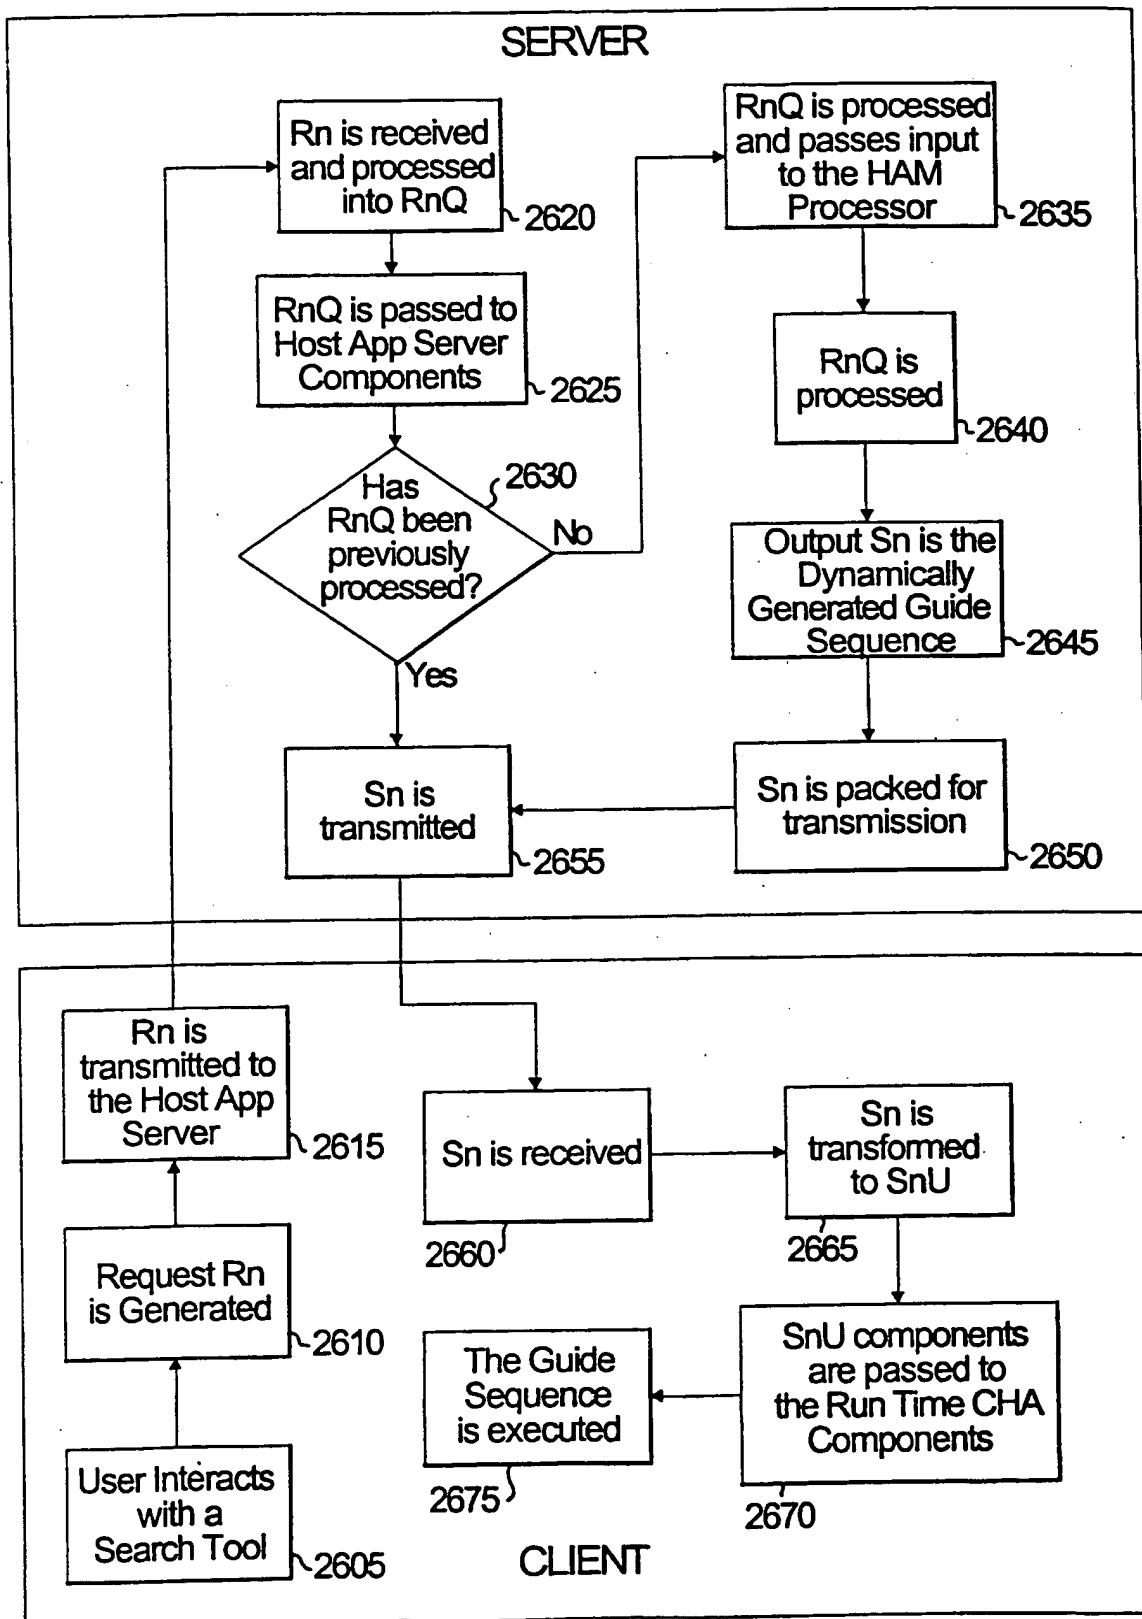 SERVER
Rn is received
and processed
into RnQ
2620
RnQ is passed to
Host App Server
Components
2625
Has
RnQ been
previously
processed?
2630
No
Yes
RnQ is processed
and passes input
to the HAM
Processor
2635
RnQ is
processed
2640
Output Sn is the
Dynamically
Generated Guide
Sequence
2645
Sn is packed for
transmission
2650
Sn is
transmitted
2655
Rn is
transmitted to
the Host App
Server
2615
Request Rn
is Generated
2610
User Interacts
with a
Search Tool
2605
Sn is received
2660
Sn is
transformed
to SnU
2665
SnU components
are passed to
the Run Time CHA
Components
2670
The Guide
Sequence
is executed
2675
CLIENT